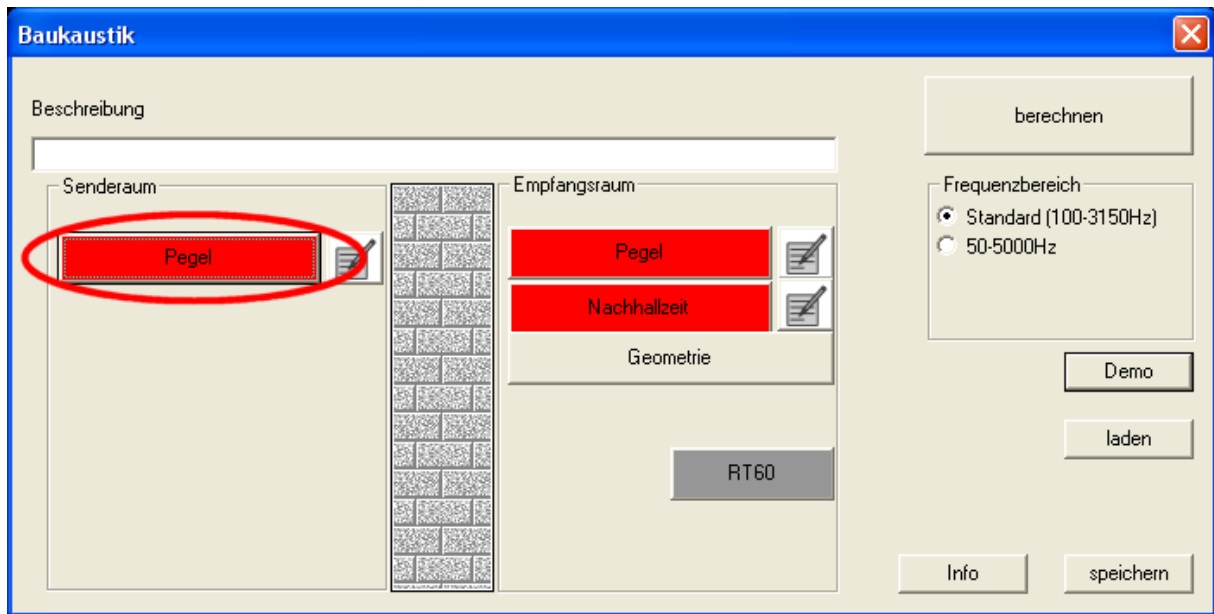 Baukaustik
Beschreibung
berechnen
Senderaum
Pegel
Empfangsraum
Pegel
Nachhallzeit
Geometrie
RT60
Frequenzbereich
Standard (100-3150Hz)
50-5000Hz
Demo
laden
Info
speichern